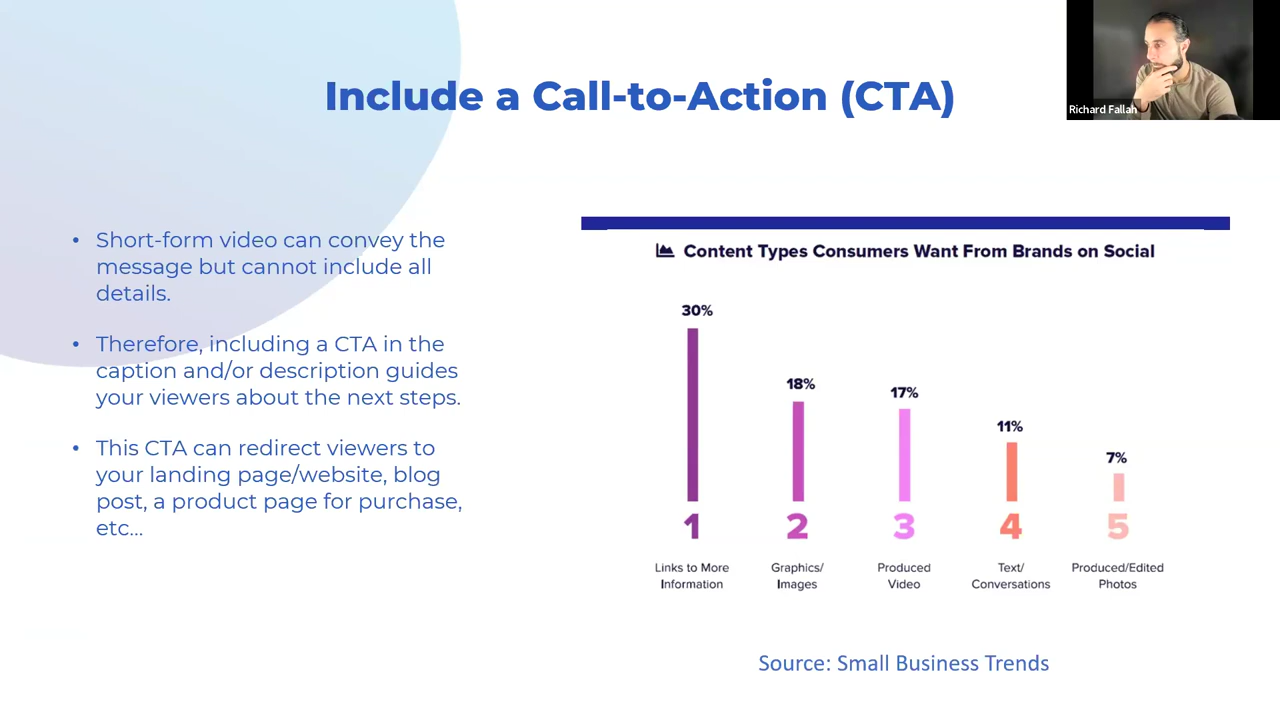 Include a Call-to-Action (CTA)
Richard Fallah
• Short-form video can convey the
message but cannot include all
details.
• Therefore, including a CTA in the
caption and/or description guides
your viewers about the next steps.
• This CTA can redirect viewers to
your landing page/website, blog
post, a product page for purchase,
etc...
Content Types Consumers Want From Brands on Social
30%
18%
17%
11%
7%
1
2
3
4
5
Links to More
Information
Graphics/
Images
Produced
Video
Text/
Conversations
Produced/Edited
Photos
Source: Small Business Trends